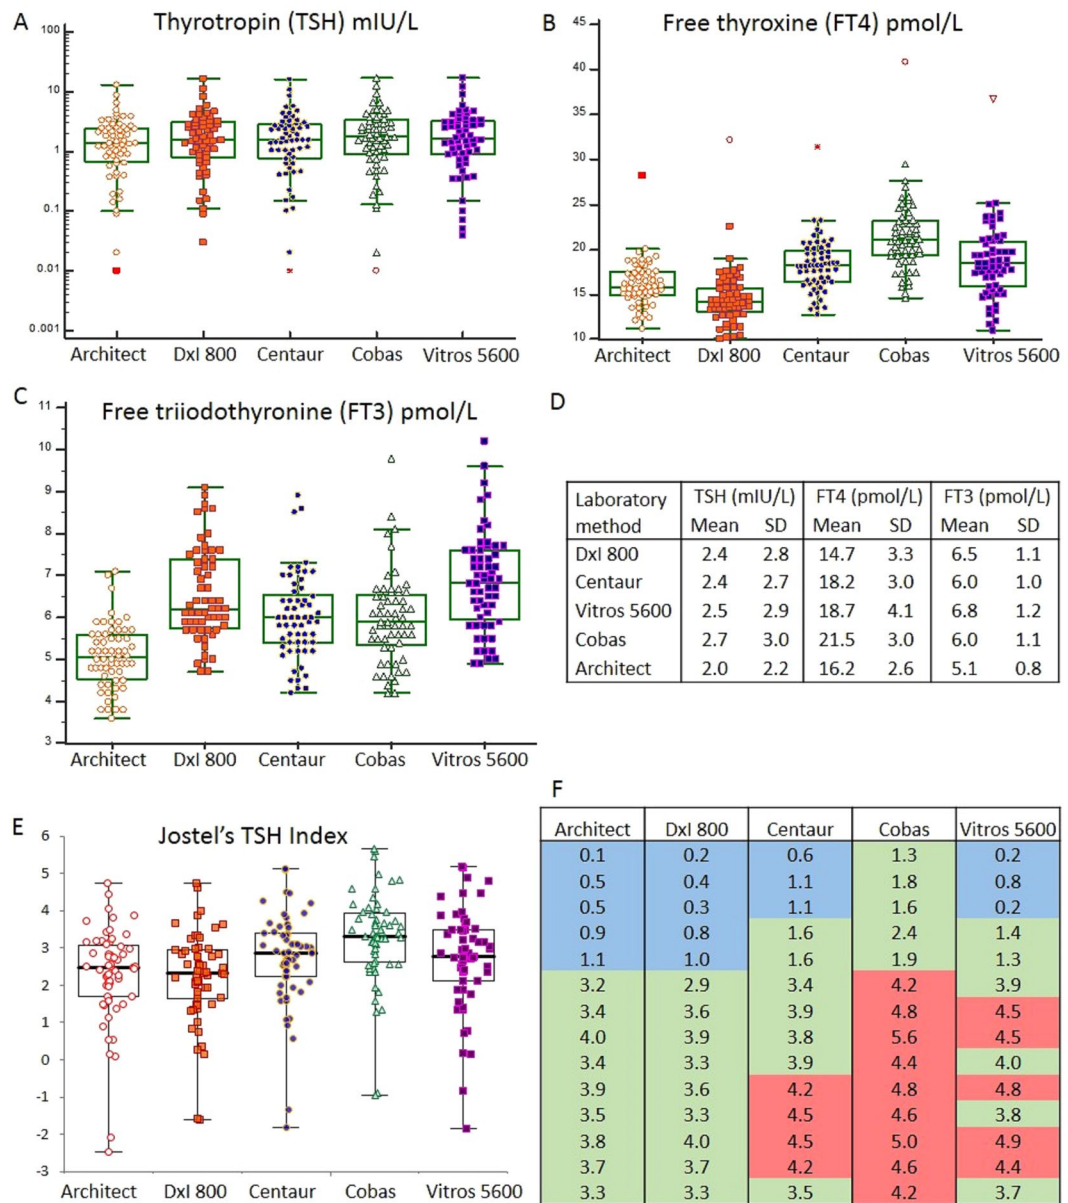 A
Thyrotropin (TSH) mIU/L
100
10
1
0.1
0.01
0.001
Architect DxI 800 Centaur Cobas Vitros 5600
B
Free thyroxine (FT4) pmol/L
45
40
35
30
25
20
15
10
Architect DxI 800 Centaur Cobas Vitros 5600
C
Free triiodothyronine (FT3) pmol/L
11
10
9
8
7
6
5
4
3
Architect DxI 800 Centaur Cobas Vitros 5600
D
Laboratory TSH (mIU/L) FT4 (pmol/L) FT3 (pmol/L)
method Mean SD Mean SD Mean SD
DxI 800 2.4 2.8 14.7 3.3 6.5 1.1
Centaur 2.4 2.7 18.2 3.0 6.0 1.0
Vitros 5600 2.5 2.9 18.7 4.1 6.8 1.2
Cobas 2.7 3.0 21.5 3.0 6.0 1.1
Architect 2.0 2.2 16.2 2.6 5.1 0.8
E
Jostel's TSH Index
6
5
4
3
2
1
0
-1
-2
-3
Architect DxI 800 Centaur Cobas Vitros 5600
F
Architect DxI 800 Centaur Cobas Vitros 5600
0.1 0.2 0.6 1.3 0.2
0.5 0.4 1.1 1.8 0.8
0.5 0.3 1.1 1.6 0.2
0.9 0.8 1.6 2.4 1.4
1.1 1.0 1.6 1.9 1.3
3.2 2.9 3.4 4.2 3.9
3.4 3.6 3.9 4.8 4.5
4.0 3.9 3.8 5.6 4.5
3.4 3.3 3.9 4.4 4.0
3.9 3.6 4.2 4.8 4.8
3.5 3.3 4.5 4.6 3.8
3.8 4.0 4.5 5.0 4.9
3.7 3.7 4.2 4.6 4.4
3.3 3.3 3.5 4.2 3.7